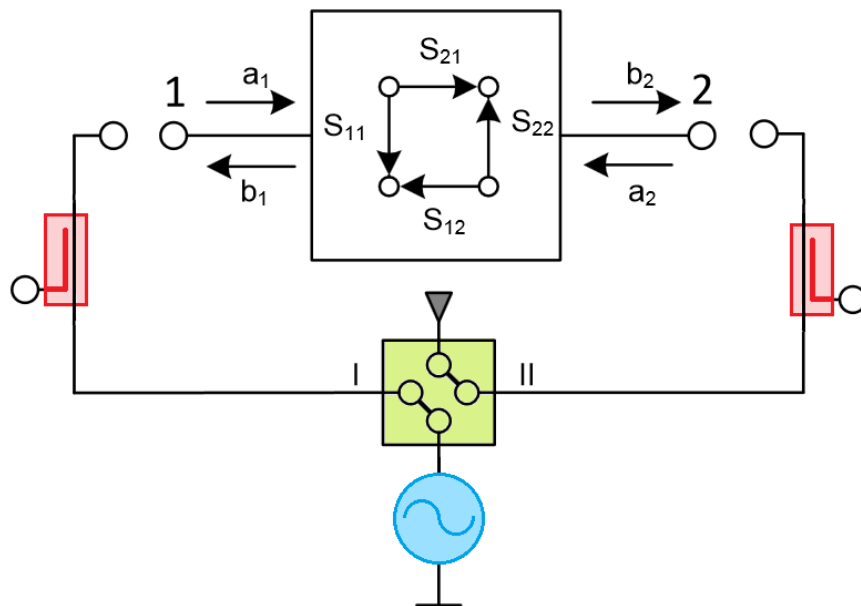 S₂₁
a₁
b₂
1
2
S₁₁
S₂₂
b₁
a₂
S₁₂
I
II